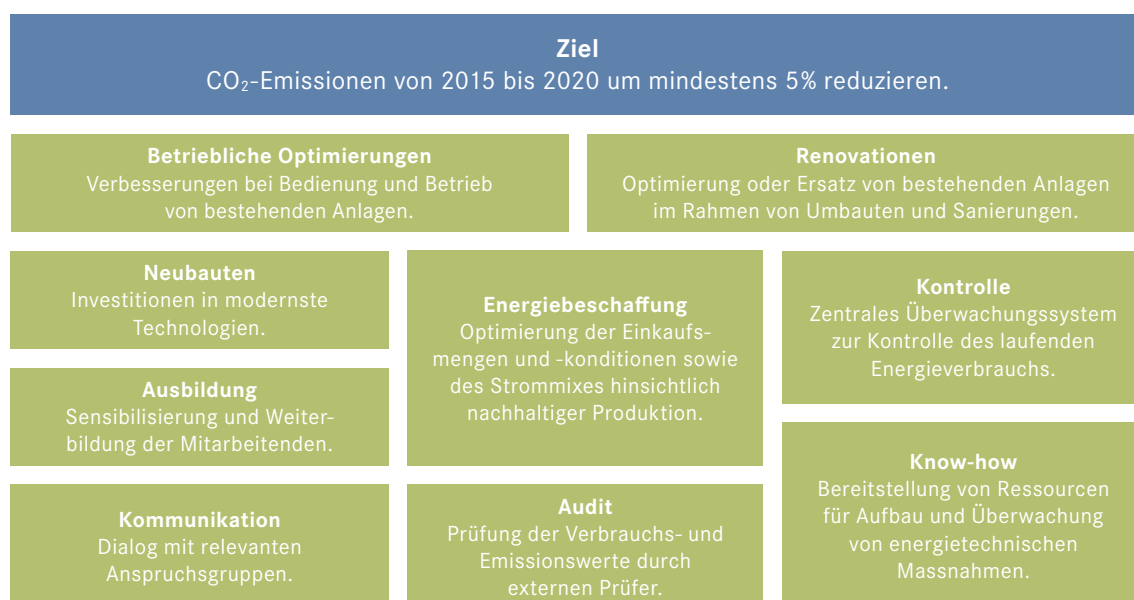 Ziel
CO₂-Emissionen von 2015 bis 2020 um mindestens 5% reduzieren.
Betriebliche Optimierungen
Verbesserungen bei Bedienung und Betrieb
von bestehenden Anlagen.
Renovationen
Optimierung oder Ersatz von bestehenden Anlagen
im Rahmen von Umbauten und Sanierungen.
Neubauten
Investitionen in modernste
Technologien.
Energiebeschaffung
Optimierung der Einkaufs-
mengen und -konditionen sowie
des Strommixes hinsichtlich
nachhaltiger Produktion.
Kontrolle
Zentrales Überwachungssystem
zur Kontrolle des laufenden
Energieverbrauchs.
Ausbildung
Sensibilisierung und Weiter-
bildung der Mitarbeitenden.
Know-how
Bereitstellung von Ressourcen
für Aufbau und Überwachung
von energietechnischen
Massnahmen.
Kommunikation
Dialog mit relevanten
Anspruchsgruppen.
Audit
Prüfung der Verbrauchs- und
Emissionswerte durch
externen Prüfer.